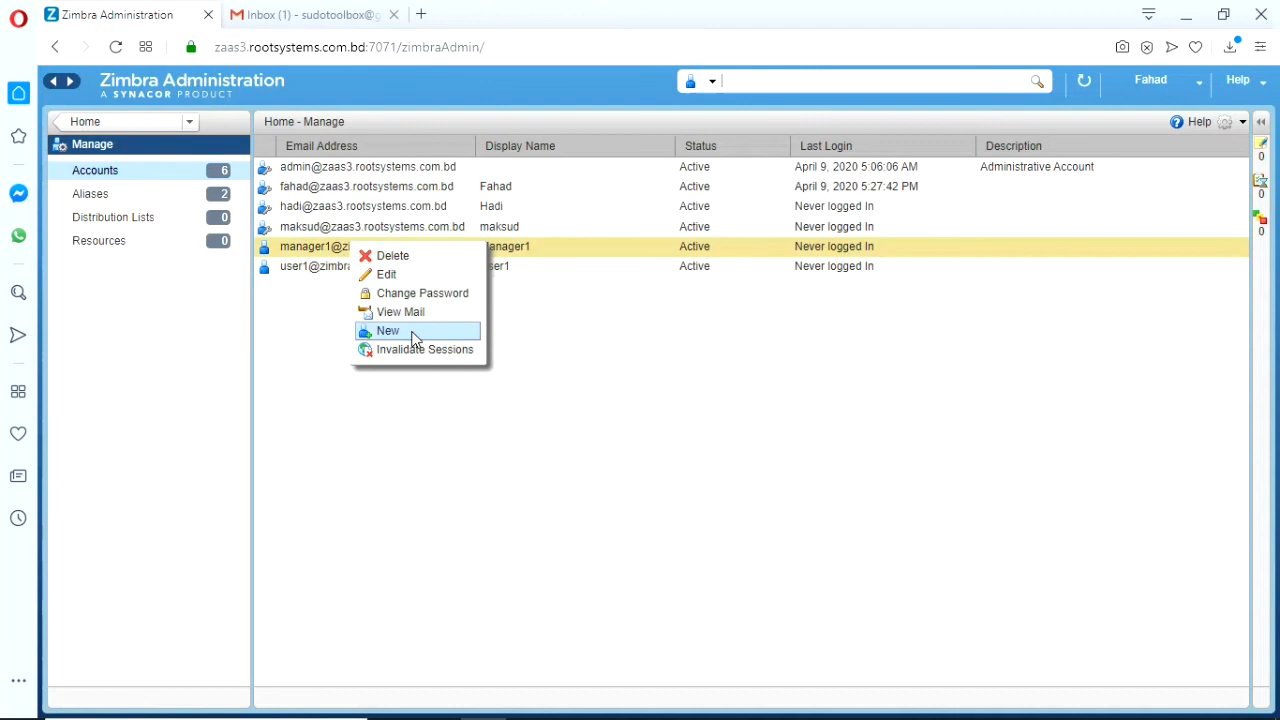 Zimbra Administration
Inbox (1) - sudotoolbox@g
zaas3.rootsystems.com.bd:7071/zimbraAdmin/
Zimbra Administration
A SYNACOR PRODUCT
Fahad
Help
Home
Home - Manage
Help
Manage
Email Address
Display Name
Status
Last Login
Description
Accounts 6
Aliases 2
Distribution Lists 0
Resources 0
admin@zaas3.rootsystems.com.bd Active April 9, 2020 5:06:06 AM Administrative Account
fahad@zaas3.rootsystems.com.bd Fahad Active April 9, 2020 5:27:42 PM
hadi@zaas3.rootsystems.com.bd Hadi Active Never logged In
maksud@zaas3.rootsystems.com.bd maksud Active Never logged In
manager1@zi anager1 Active Never logged In
user1@zimbra ser1 Active Never logged In
Delete
Edit
Change Password
View Mail
New
Invalidate Sessions
0
0
0